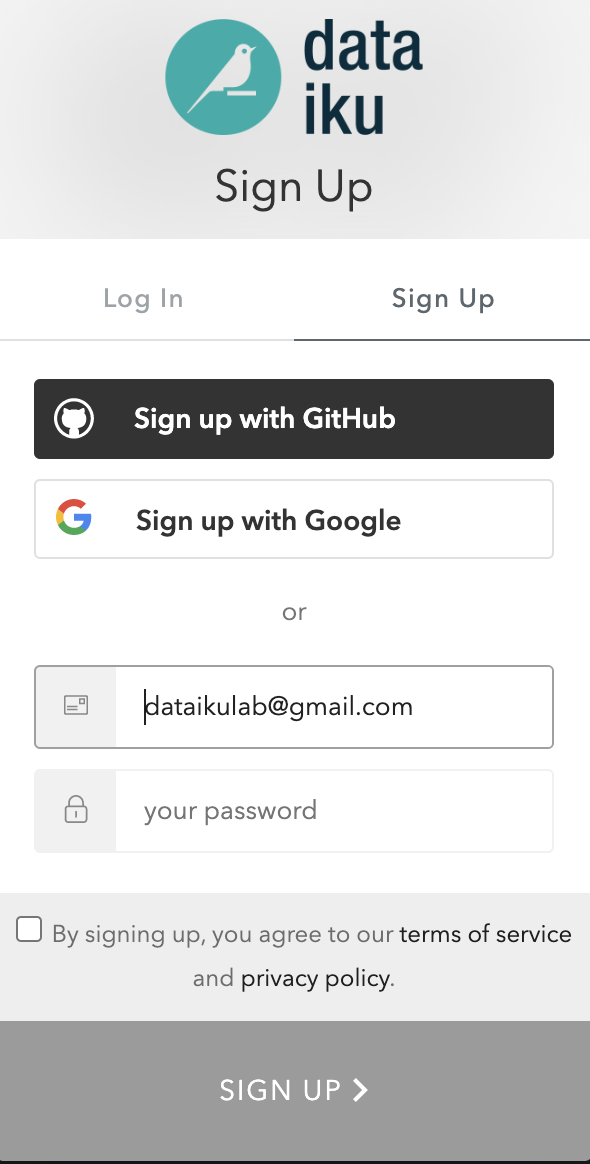 data
iku
Sign Up
Log In
Sign Up
Sign up with GitHub
Sign up with Google
or
dataikulab@gmail.com
your password
By signing up, you agree to our terms of service
and privacy policy.
SIGN UP